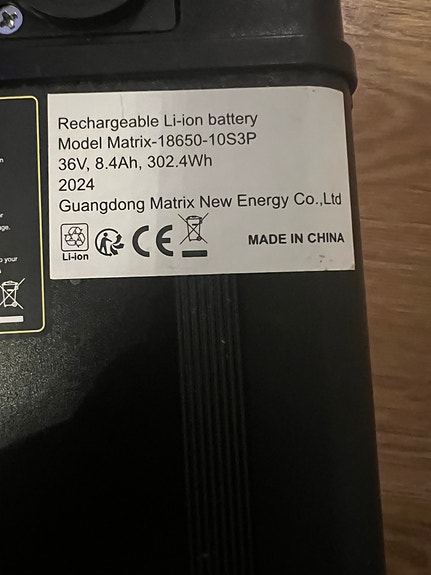 Rechargeable Li-ion battery
Model Matrix-18650-10S3P
36V, 8.4Ah, 302.4Wh
2024
Guangdong Matrix New Energy Co.,Ltd
Li-ion
CE
MADE IN CHINA